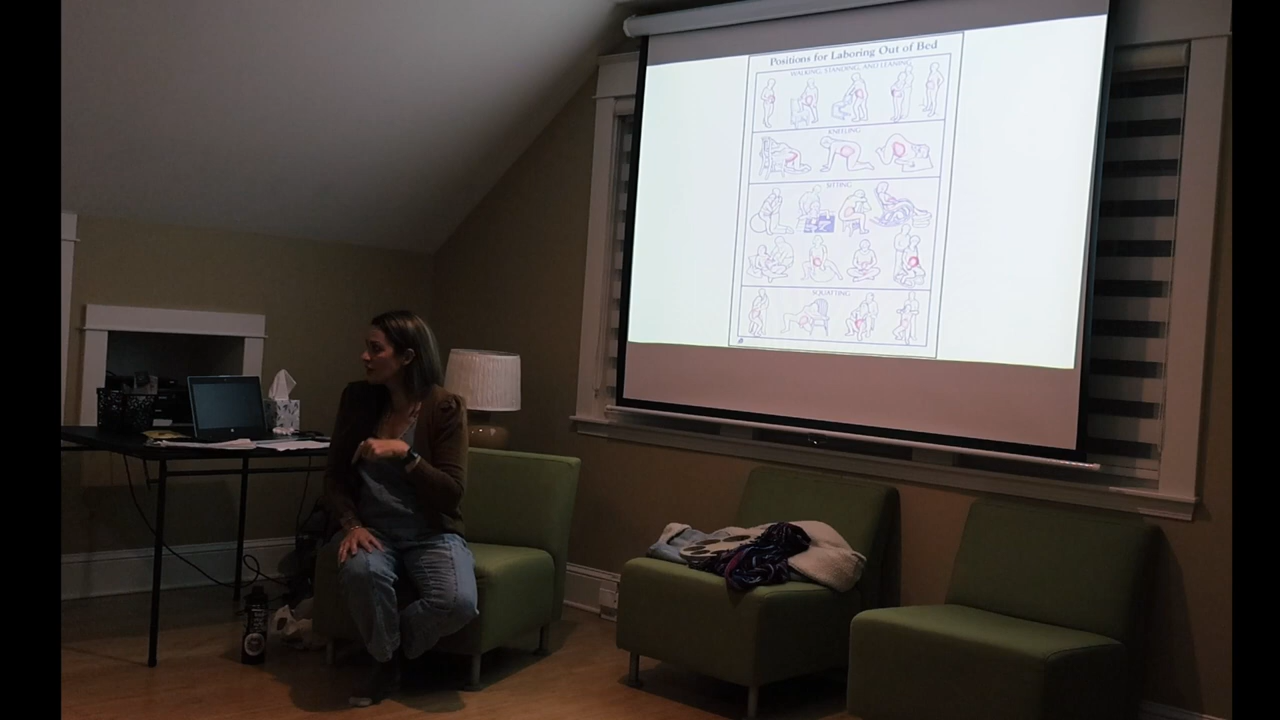 Positions for Laboring Out of Bed
WALKING, STANDING, AND LEANING
KNEELING
SITTING
SQUATTING